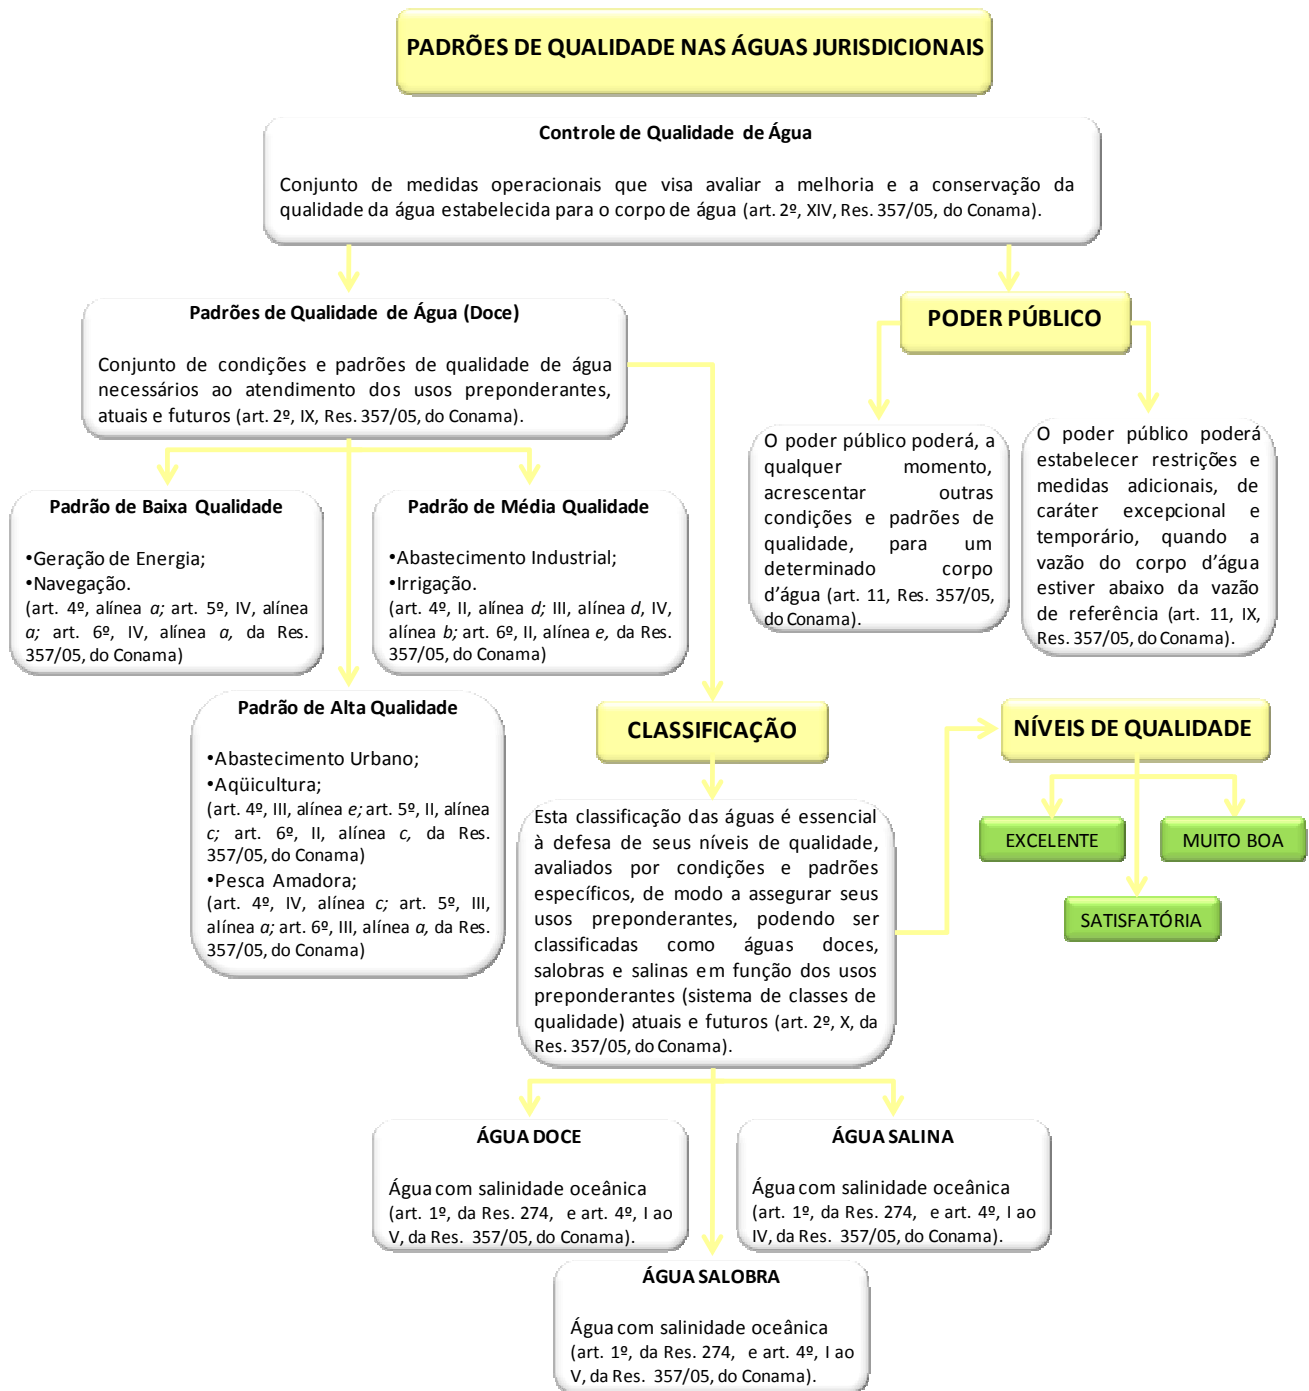 PADRÕES DE QUALIDADE NAS ÁGUAS JURISDICIONAIS
Controle de Qualidade de Água
Conjunto de medidas operacionais que visa avaliar a melhoria e a conservação da
qualidade da água estabelecida para o corpo de água (art. 2º, XIV, Res. 357/05, do Conama).
Padrões de Qualidade de Água (Doce)
Conjunto de condições e padrões de qualidade de água
necessários ao atendimento dos usos preponderantes,
atuais e futuros (art. 2º, IX, Res. 357/05, do Conama).
PODER PÚBLICO
O poder público poderá, a
qualquer momento,
acrescentar outras
condições e padrões de
qualidade, para um
determinado corpo
d’água (art. 11, Res. 357/05,
do Conama).
O poder público poderá
estabelecer restrições e
medidas adicionais, de
caráter excepcional e
temporário, quando a
vazão do corpo d’água
estiver abaixo da vazão
de referência (art. 11, IX,
Res. 357/05, do Conama).
Padrão de Baixa Qualidade
•Geração de Energia;
•Navegação.
(art. 4º, alínea a; art. 5º, IV, alínea
a; art. 6º, IV, alínea a, da Res.
357/05, do Conama)
Padrão de Média Qualidade
•Abastecimento Industrial;
•Irrigação.
(art. 4º, II, alínea d; III, alínea d, IV,
alínea b; art. 6º, II, alínea e, da Res.
357/05, do Conama)
Padrão de Alta Qualidade
•Abastecimento Urbano;
•Aqüicultura;
(art. 4º, III, alínea e; art. 5º, II, alínea
c; art. 6º, II, alínea c, da Res.
357/05, do Conama)
•Pesca Amadora;
(art. 4º, IV, alínea c; art. 5º, III,
alínea a; art. 6º, III, alínea a, da Res.
357/05, do Conama)
CLASSIFICAÇÃO
Esta classificação das águas é essencial
à defesa de seus níveis de qualidade,
avaliados por condições e padrões
específicos, de modo a assegurar seus
usos preponderantes, podendo ser
classificadas como águas doces,
salobras e salinas em função dos usos
preponderantes (sistema de classes de
qualidade) atuais e futuros (art. 2º, X, da
Res. 357/05, do Conama).
NÍVEIS DE QUALIDADE
EXCELENTE
MUITO BOA
SATISFATÓRIA
ÁGUA DOCE
Água com salinidade oceânica
(art. 1º, da Res. 274, e art. 4º, I ao
V, da Res. 357/05, do Conama).
ÁGUA SALINA
Água com salinidade oceânica
(art. 1º, da Res. 274, e art. 4º, I ao
IV, da Res. 357/05, do Conama).
ÁGUA SALOBRA
Água com salinidade oceânica
(art. 1º, da Res. 274, e art. 4º, I ao
V, da Res. 357/05, do Conama).